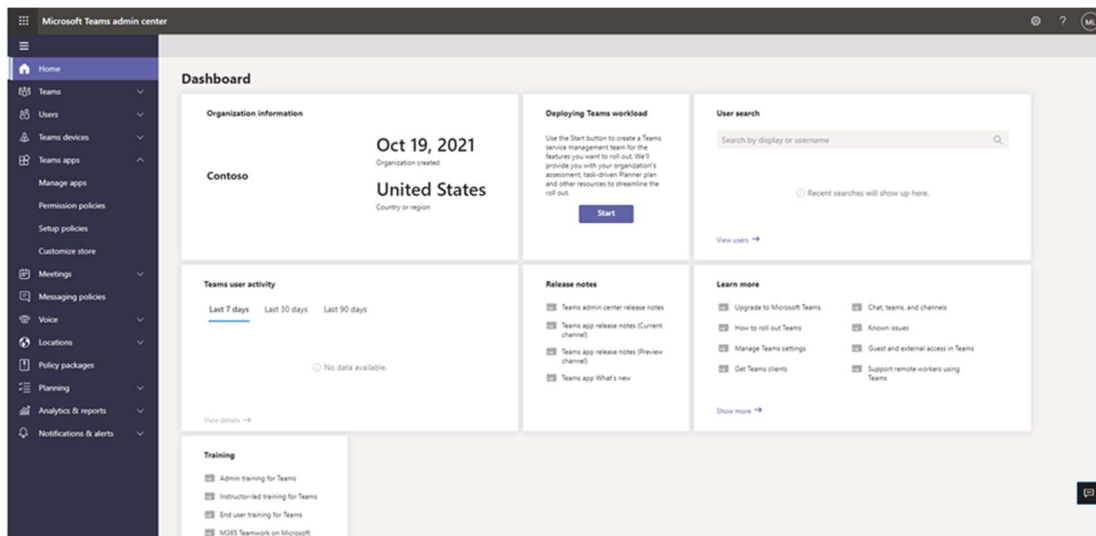 Microsoft Teams admin center
?
ML
Home
Teams
Users
Teams devices
Teams apps
Manage apps
Permission policies
Setup policies
Customize store
Meetings
Messaging policies
Voice
Locations
Policy packages
Planning
Analytics & reports
Notifications & alerts
Dashboard
Organization information
Contoso
Oct 19, 2021
Organization created
United States
Country or region
Deploying Teams workload
Use the Start button to create a Teams
service management team for the
features you want to roll out. We'll
provide you with your organization's
assessment, task-driven Planner plan
and other resources to streamline the
roll out.
Start
User search
Search by display or username
Recent searches will show up here.
View users
Teams user activity
Last 7 days
Last 30 days
Last 90 days
No data available.
View details
Release notes
Teams admin center release notes
Teams app release notes (Current
channel)
Teams app release notes (Preview
channel)
Teams app What's new
Learn more
Upgrade to Microsoft Teams
How to roll out Teams
Manage Teams settings
Get Teams clients
Chat, teams, and channels
Known issues
Guest and external access in Teams
Support remote workers using
Teams
Show more
Training
Admin training for Teams
Instructor-led training for Teams
End user training for Teams
M365 Teamwork on Microsoft